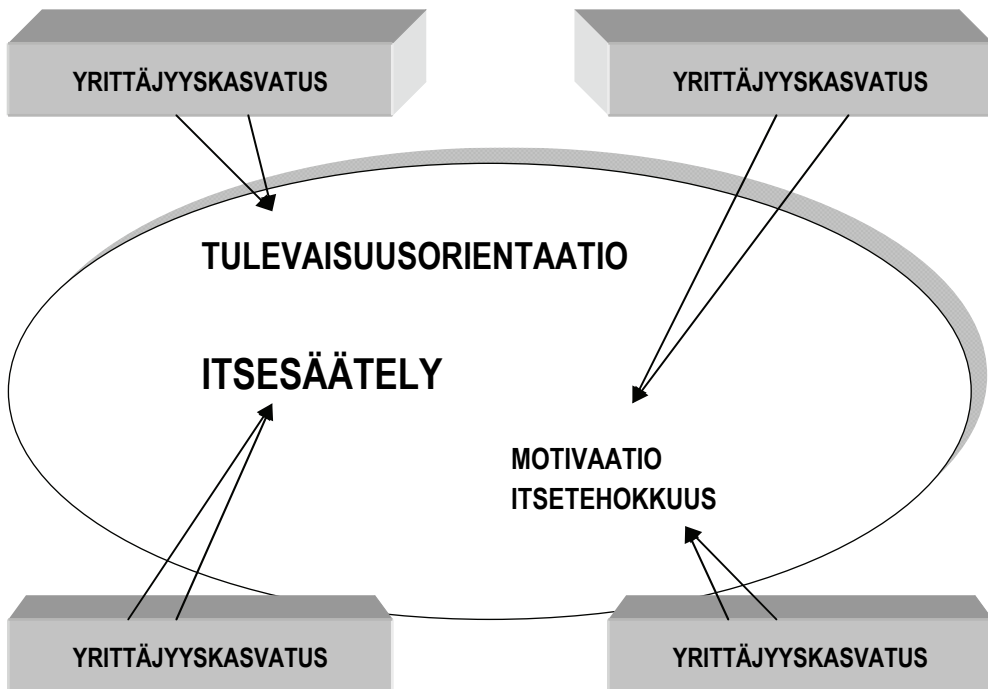 YRITTÄJYYSKASVATUS
YRITTÄJYYSKASVATUS
TULEVAISUUSORIENTAATIO
ITSESÄÄTELY
MOTIVAATIO
ITSETEHOKKUUS
YRITTÄJYYSKASVATUS
YRITTÄJYYSKASVATUS